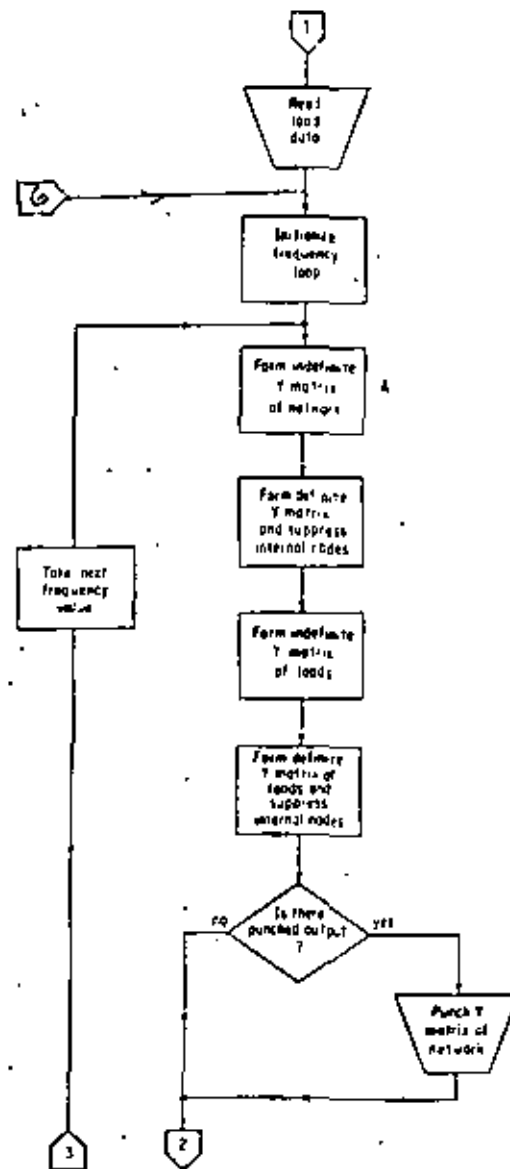 1
Read
load
data
6
frequency
loop
Form indefinite
Y matrix
of network
A
Form definite
Y matrix
and suppress
internal nodes
Take next
frequency
value
Form indefinite
Y matrix
of loads
Form definite
Y matrix of
loads and
suppress
internal nodes
Is there
punched output
?
no
yes
Punch Y
matrix of
network
3
2